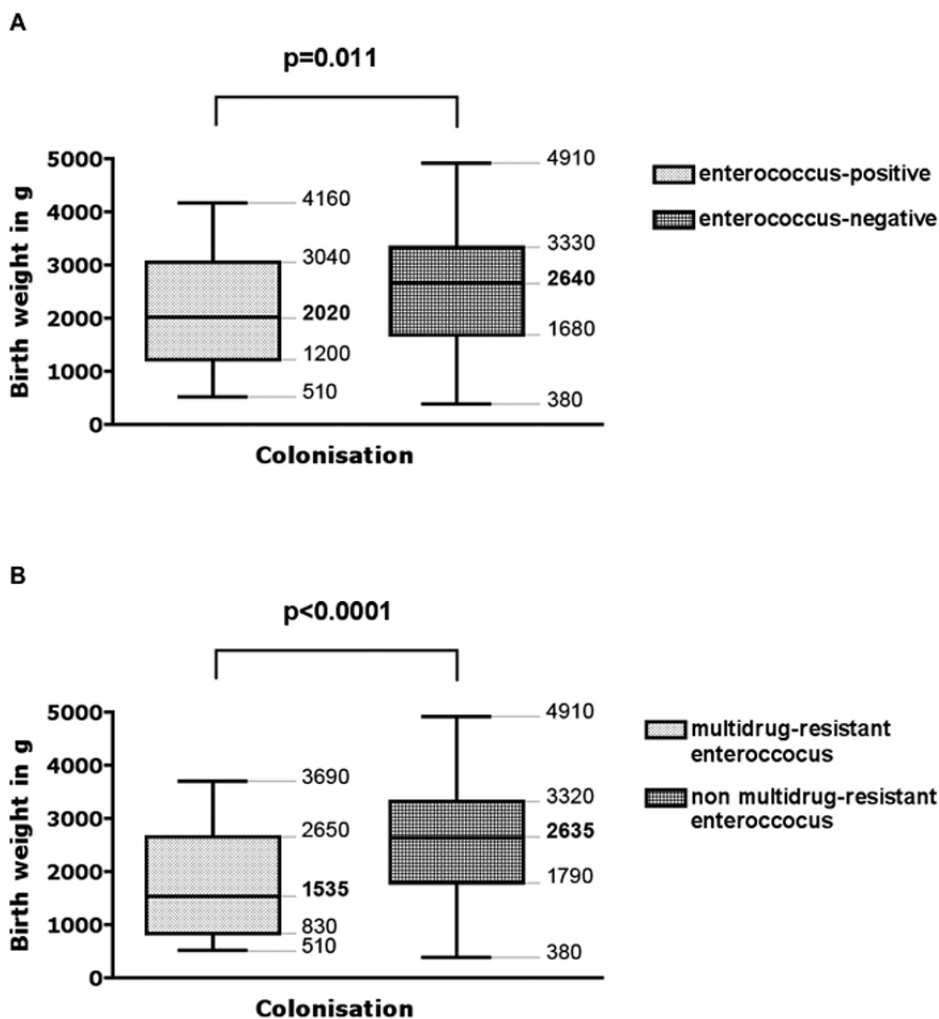 A
p=0.011
Birth weight in g
5000
4000
3000
2000
1000
0
4160
3040
2020
1200
510
4910
3330
2640
1680
380
Colonisation
enterococcus-positive
enterococcus-negative
B
p<0.0001
Birth weight in g
5000
4000
3000
2000
1000
0
3690
2650
1535
830
510
4910
3320
2635
1790
380
Colonisation
multidrug-resistant
enteroccocus
non multidrug-resistant
enteroccocus